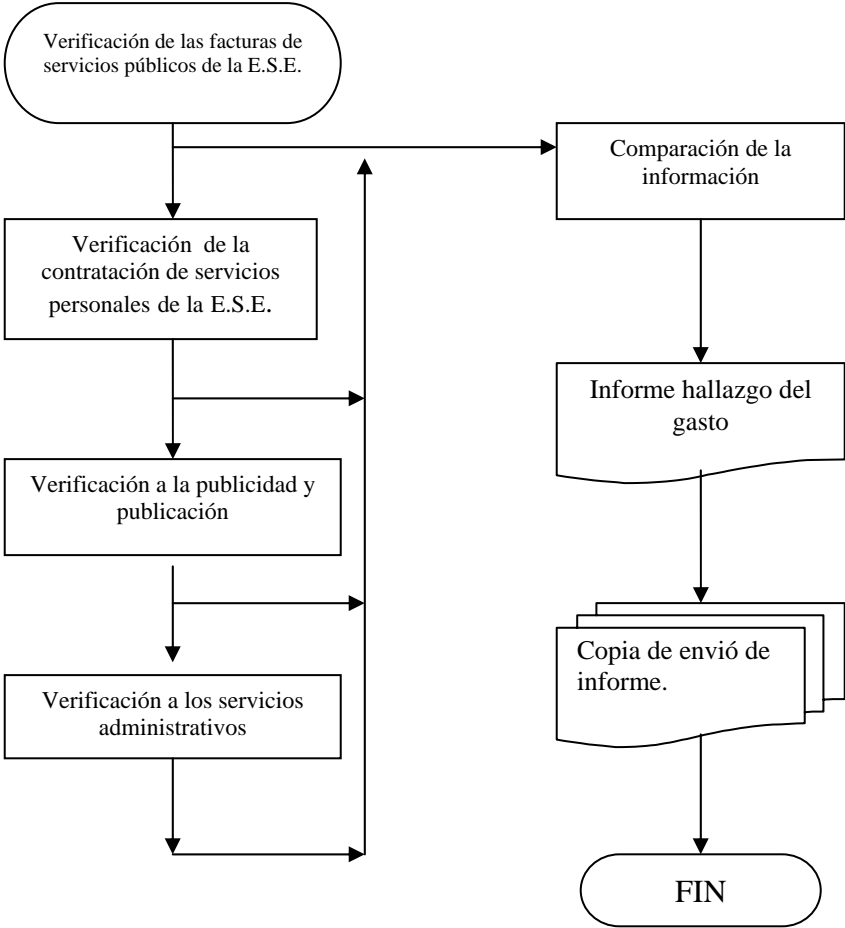 Verificación de las facturas de
servicios públicos de la E.S.E.
Verificación de la
contratación de servicios
personales de la E.S.E.
Verificación a la publicidad y
publicación
Verificación a los servicios
administrativos
Comparación de la
información
Informe hallazgo del
gasto
Copia de envió de
informe.
FIN